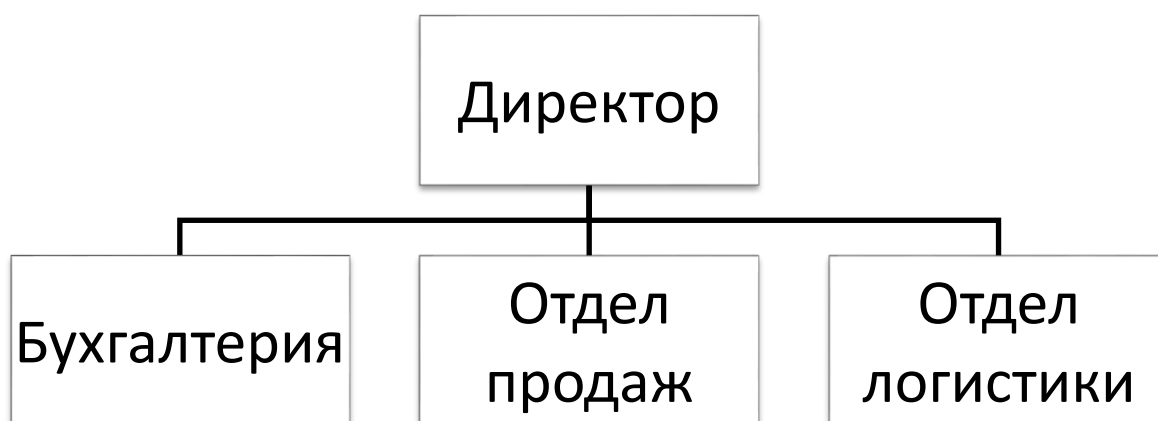 Директор
Бухгалтерия
Отдел
продаж
Отдел
логистики